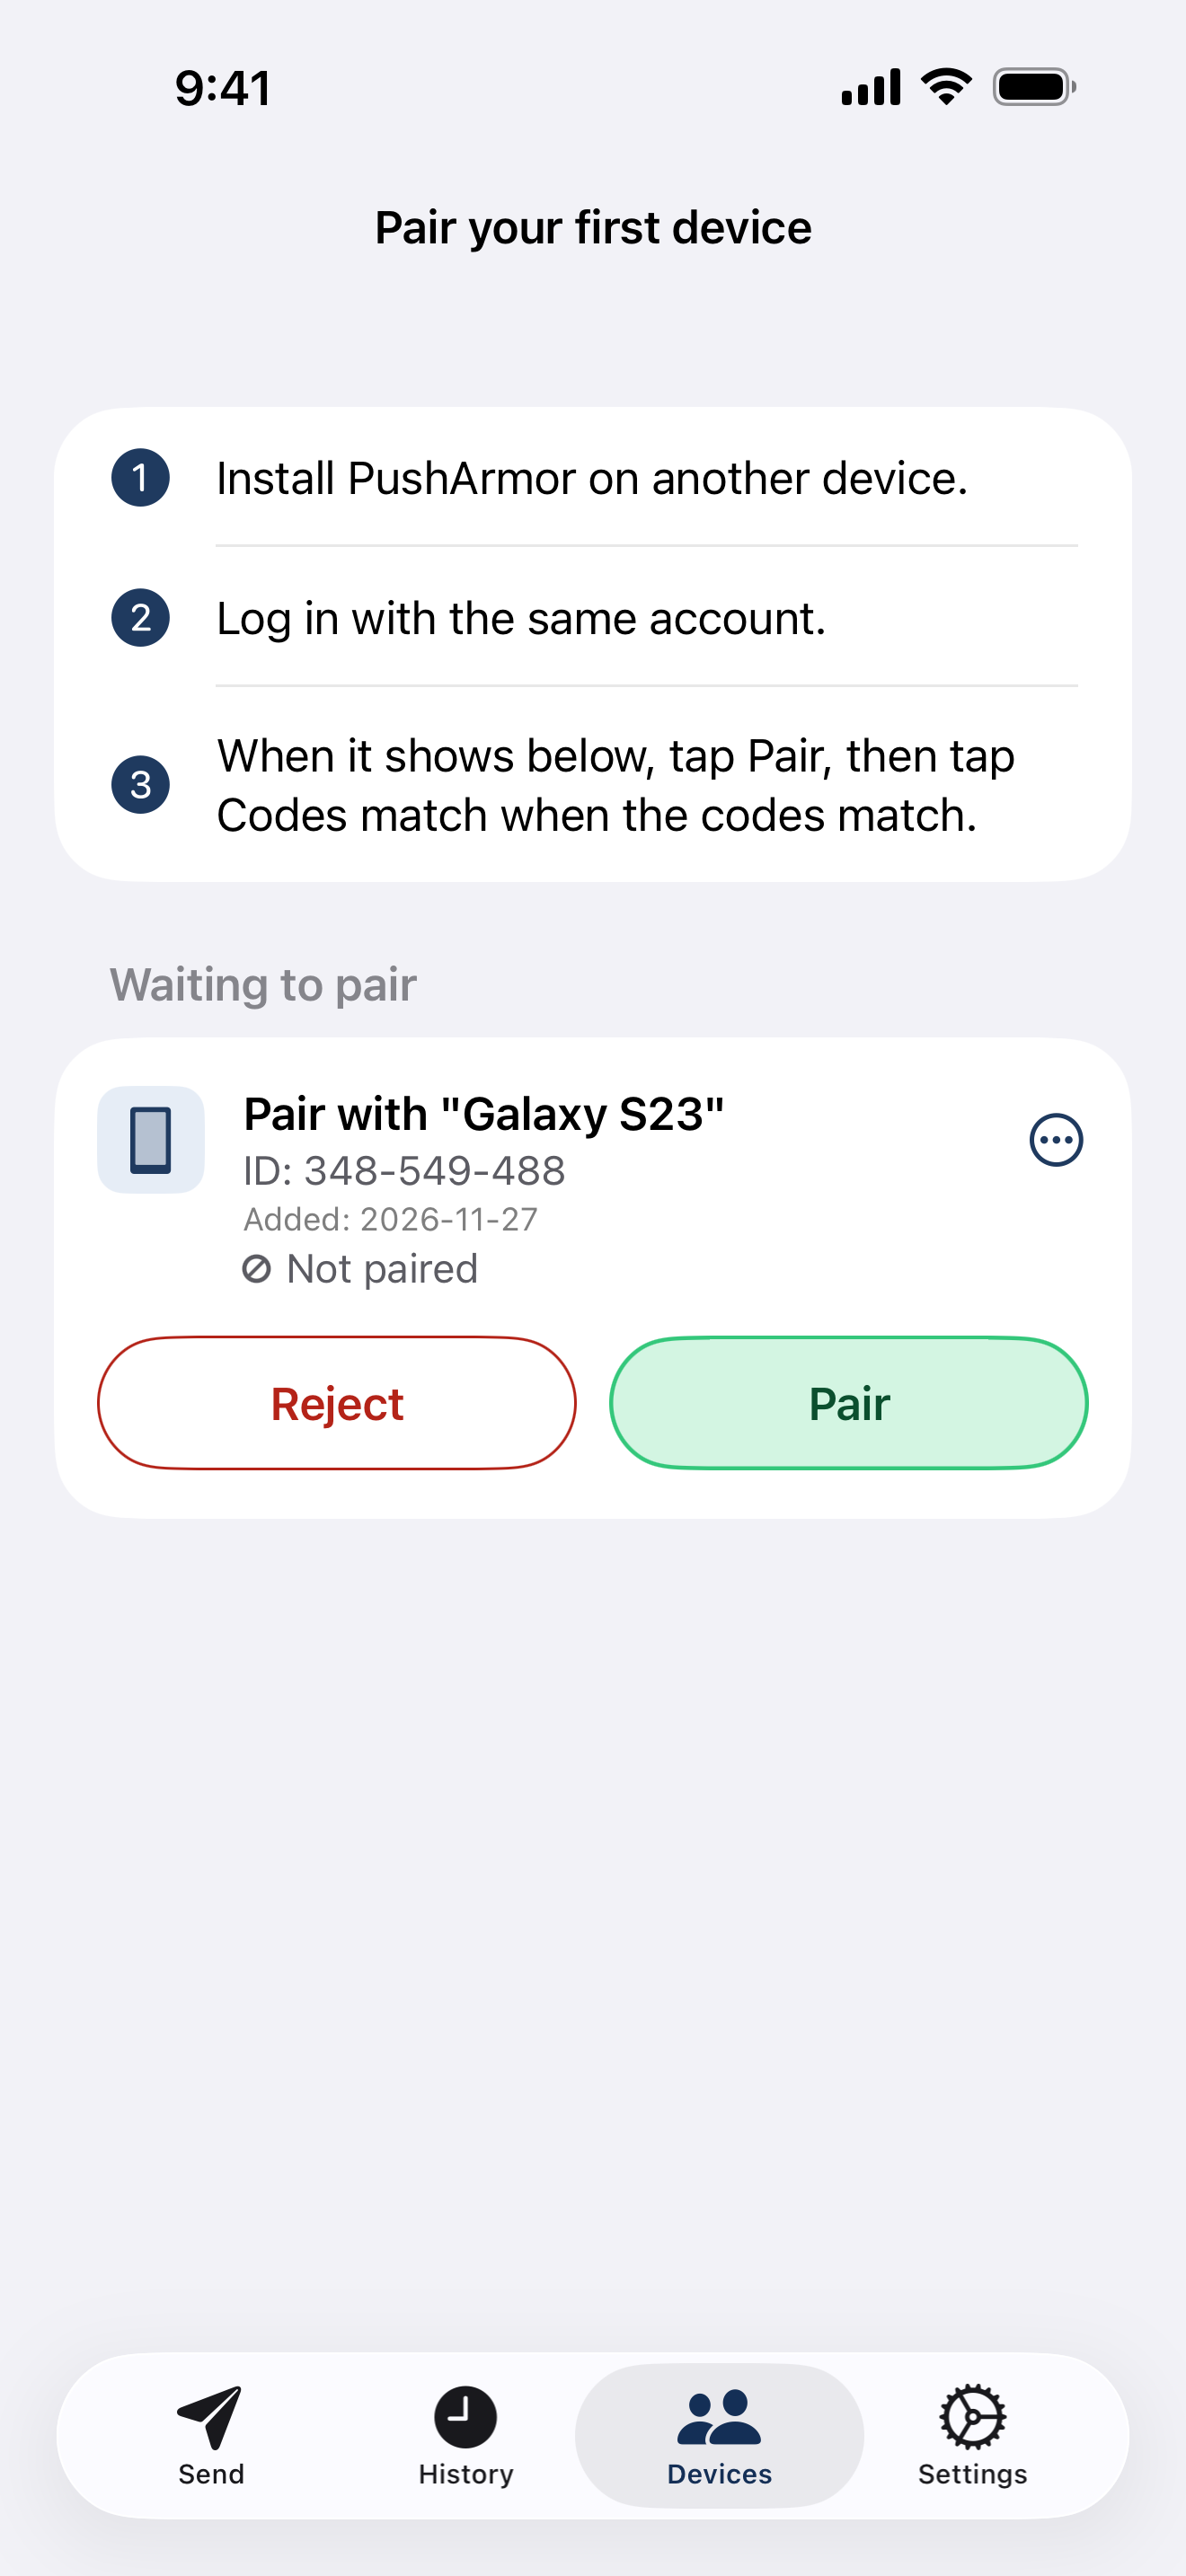 9:41
Pair your first device
1 Install PushArmor on another device.
2 Log in with the same account.
3 When it shows below, tap Pair, then tap
Codes match when the codes match.
Waiting to pair
Pair with "Galaxy S23"
ID: 348-549-488
Added: 2026-11-27
Not paired
Reject Pair
Send History Devices Settings